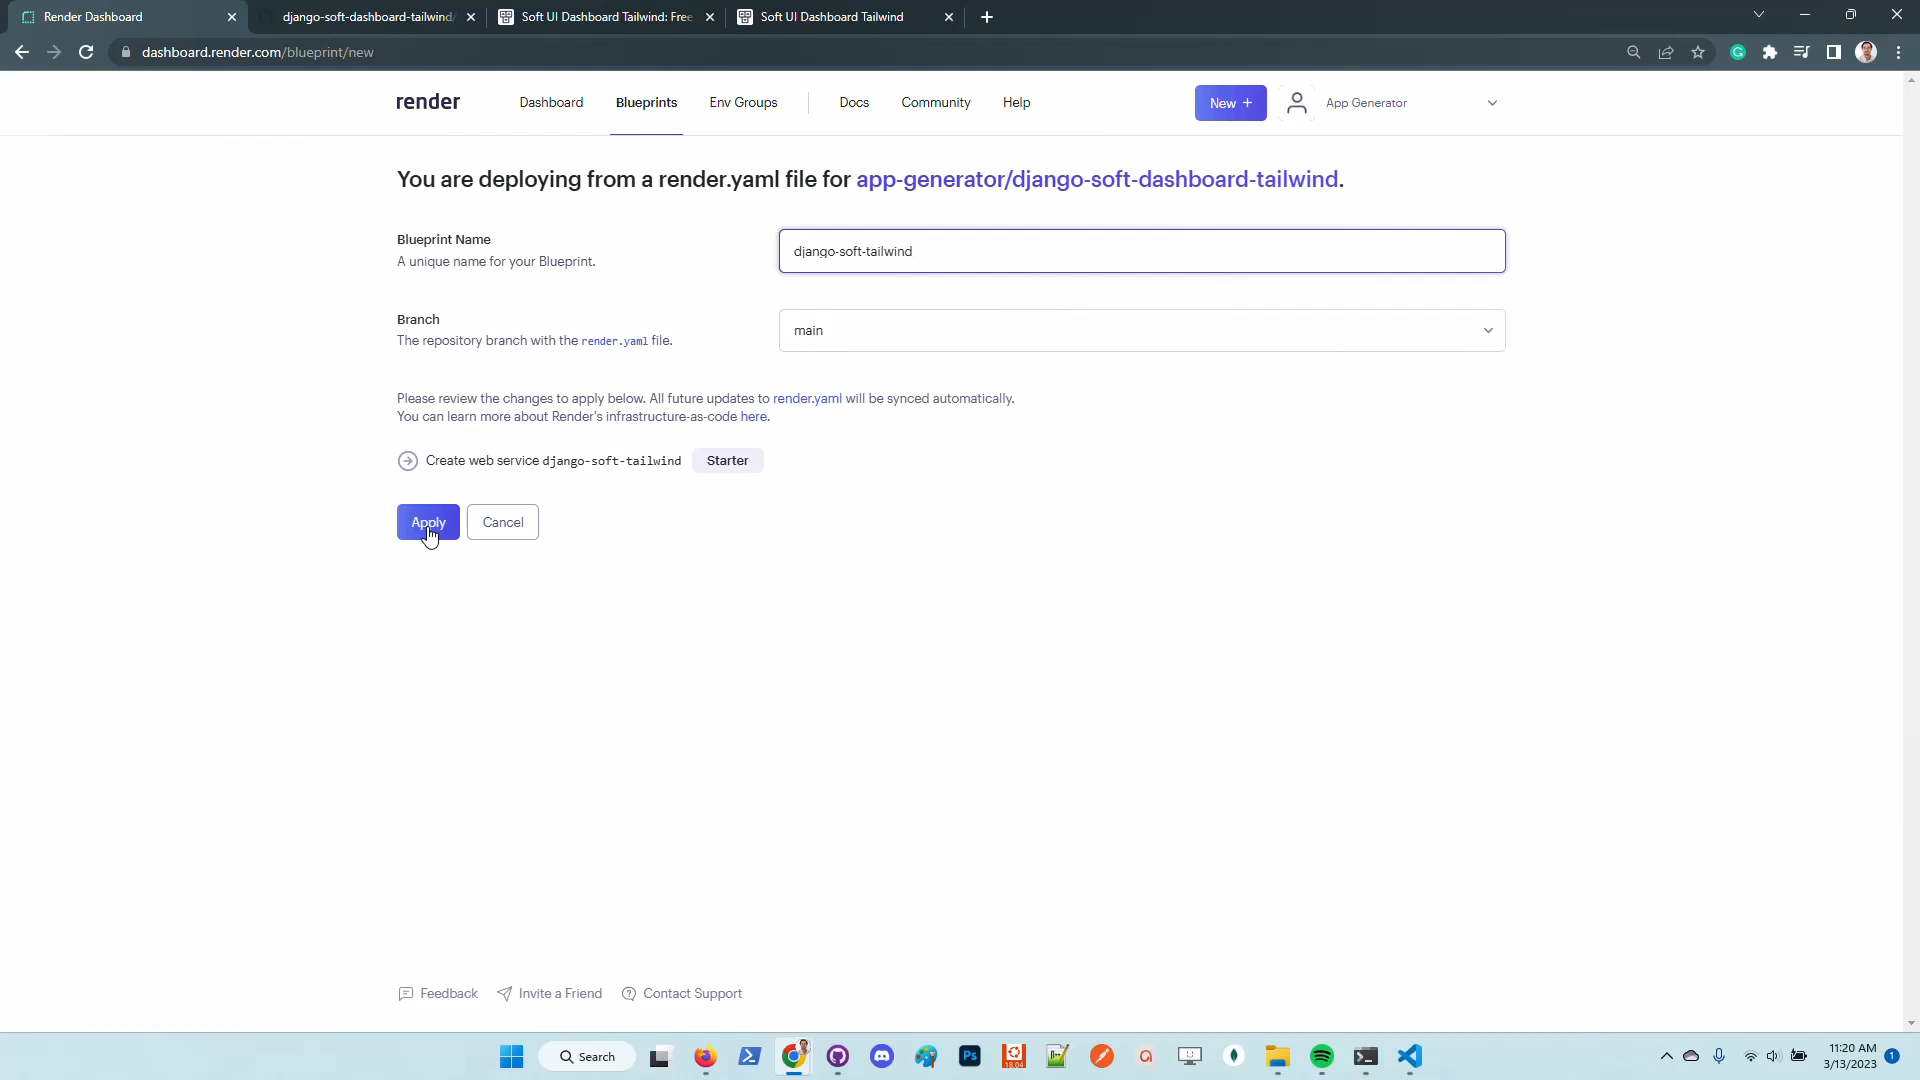 Render Dashboard
django-soft-dashboard-tailwind/
Soft UI Dashboard Tailwind: Free
Soft UI Dashboard Tailwind
dashboard.render.com/blueprint/new
render
Dashboard
Blueprints
Env Groups
Docs
Community
Help
New +
App Generator
You are deploying from a render.yaml file for app-generator/django-soft-dashboard-tailwind.
Blueprint Name
A unique name for your Blueprint.
django-soft-tailwind
Branch
The repository branch with the render.yaml file.
main
Please review the changes to apply below. All future updates to render.yaml will be synced automatically.
You can learn more about Render's infrastructure-as-code here.
Create web service django-soft-tailwind Starter
Apply
Cancel
Feedback
Invite a Friend
Contact Support
Search
Ps
18.04
11:20 AM
3/13/2023
1